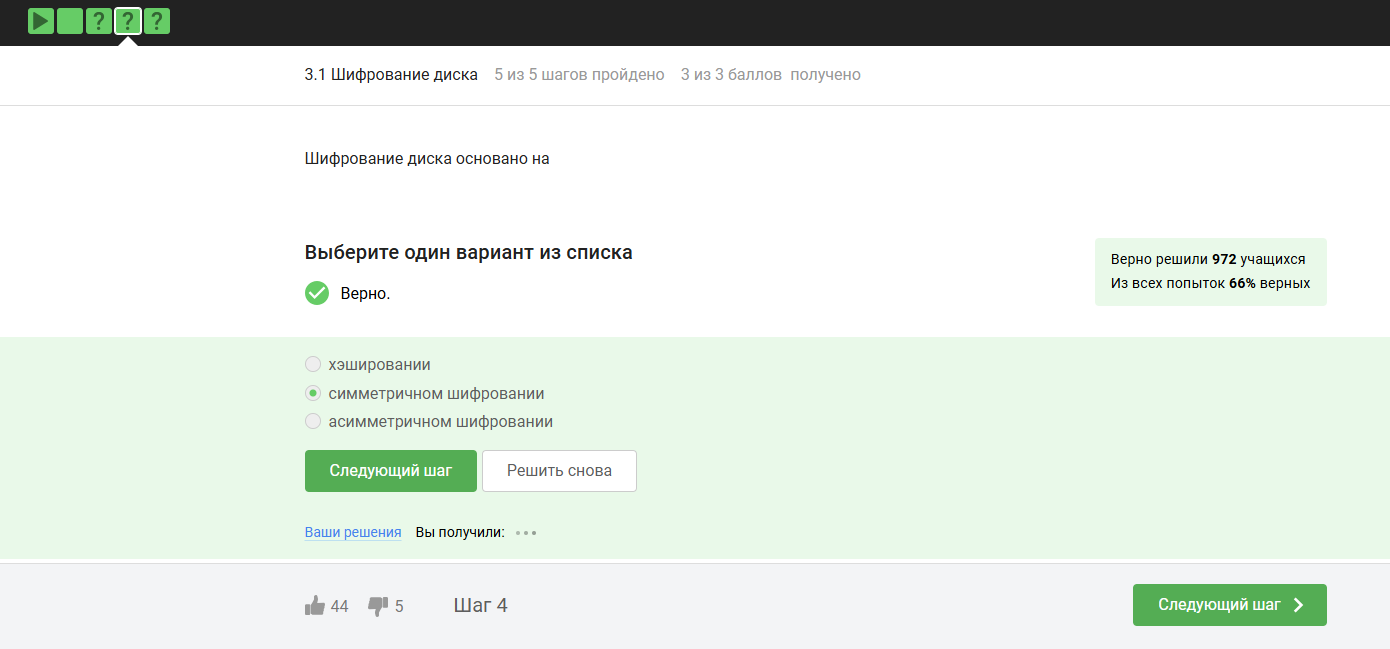 ? ? ?
3.1 Шифрование диска 5 из 5 шагов пройдено 3 из 3 баллов получено
Шифрование диска основано на
Выберите один вариант из списка
Верно.
Верно решили 972 учащихся
Из всех попыток 66% верных
хэшировании
симметричном шифровании
асимметричном шифровании
Следующий шаг Решить снова
Ваши решения Вы получили:
44 5 Шаг 4 Следующий шаг